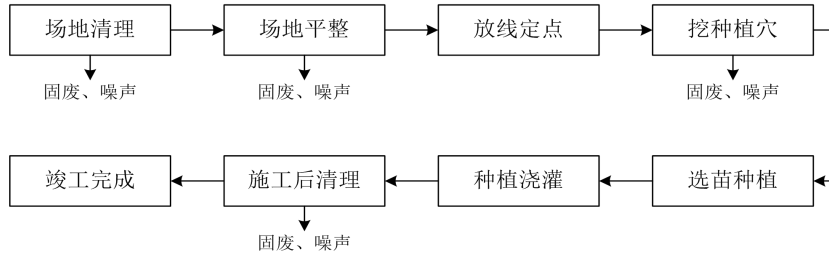 场地清理
场地平整
放线定点
挖种植穴
固废、噪声
固废、噪声
固废、噪声
竣工完成
施工后清理
种植浇灌
选苗种植
固废、噪声